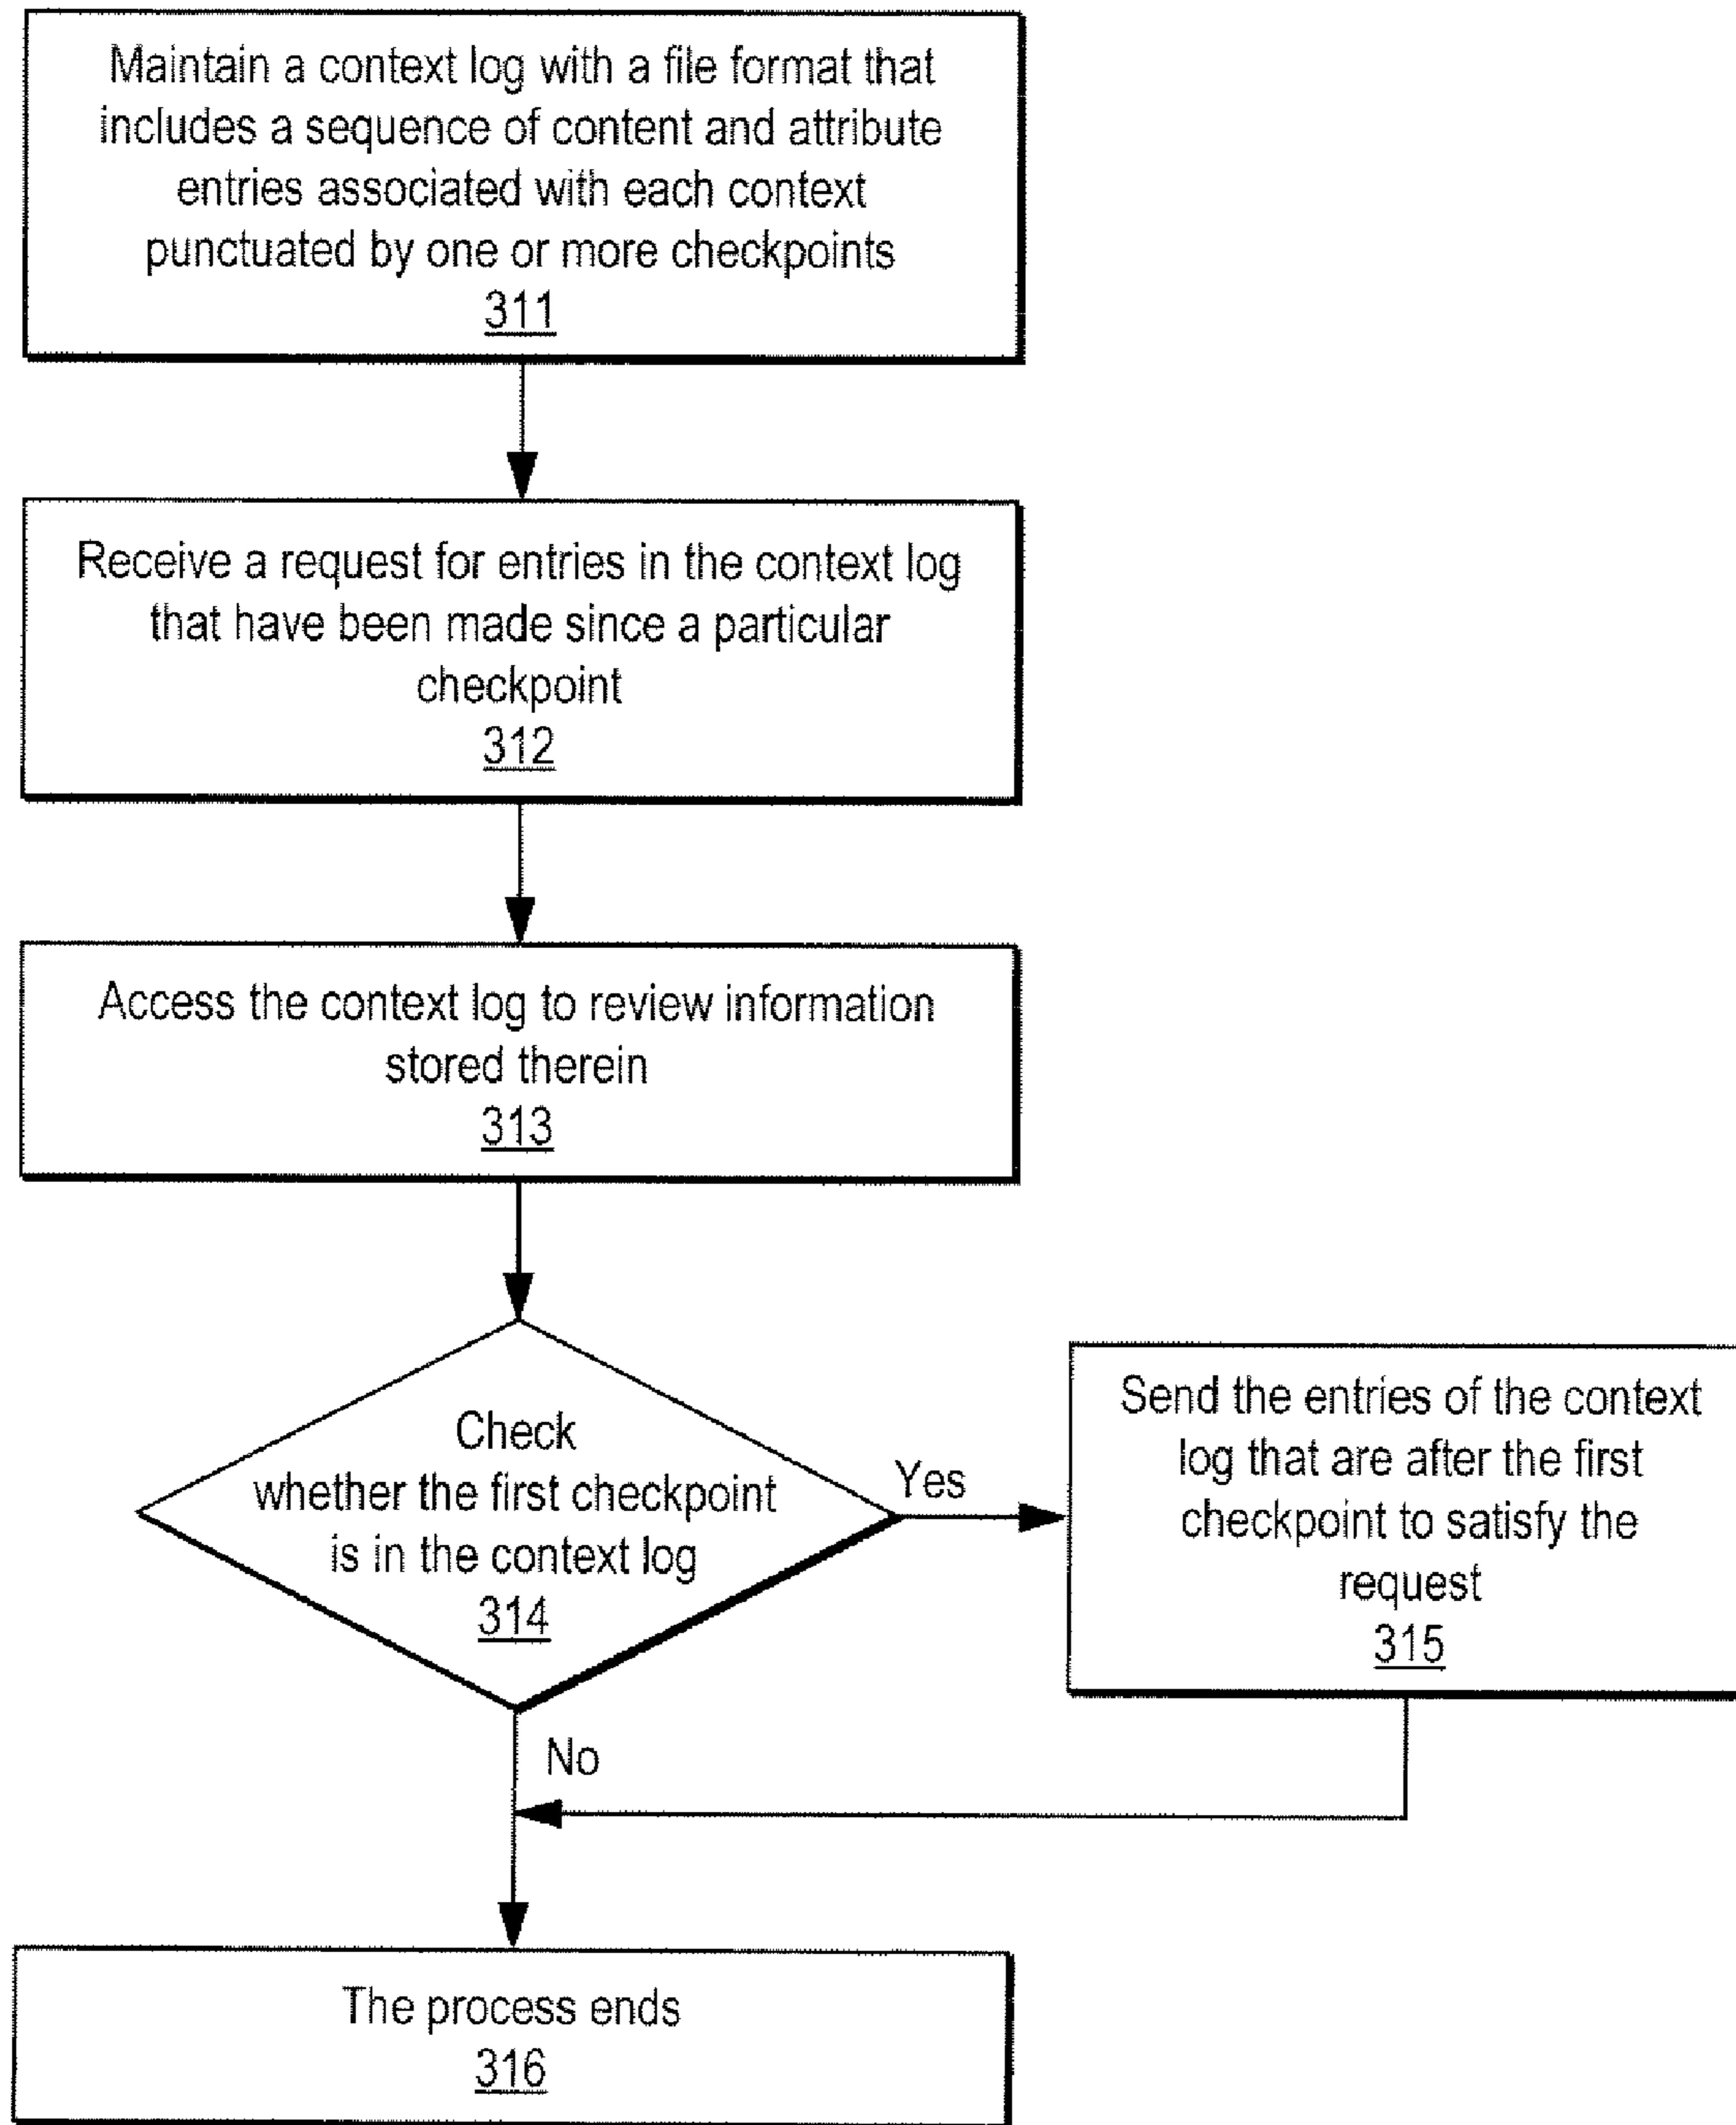 Maintain a context log with a file format that
includes a sequence of content and attribute
entries associated with each context
punctuated by one or more checkpoints
311
Receive a request for entries in the context log
that have been made since a particular
checkpoint
312
Access the context log to review information
stored therein
313
Check
whether the first checkpoint
is in the context log
314
Yes
Send the entries of the context
log that are after the first
checkpoint to satisfy the
request
315
No
The process ends
316